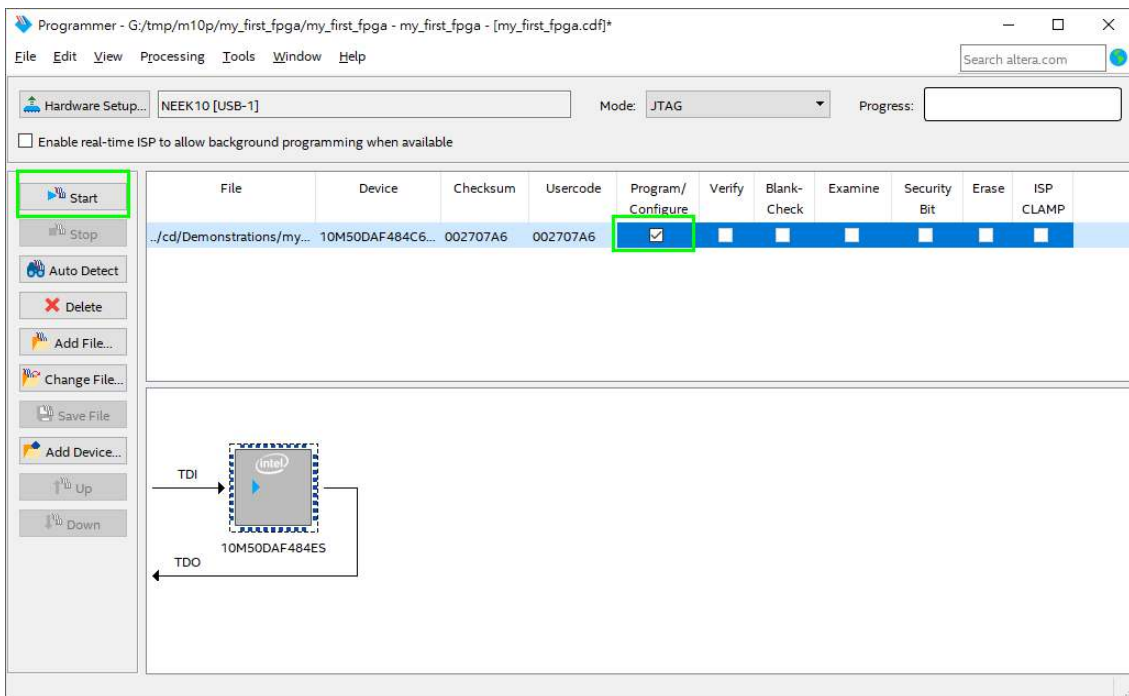 Programmer - G:/tmp/m10p/my_first_fpga/my_first_fpga - my_first_fpga - [my_first_fpga.cdf]*
File Edit View Processing Tools Window Help
Search altera.com
Hardware Setup... NEEK10 [USB-1] Mode: JTAG Progress:
Enable real-time ISP to allow background programming when available
Start
Stop
Auto Detect
Delete
Add File...
Change File...
Save File
Add Device...
Up
Down
File Device Checksum Usercode Program/ Verify Blank- Examine Security Erase ISP
Configure Check Bit CLAMP
../cd/Demonstrations/my... 10M50DAF484C6... 002707A6 002707A6
TDI
intel
10M50DAF484ES
TDO